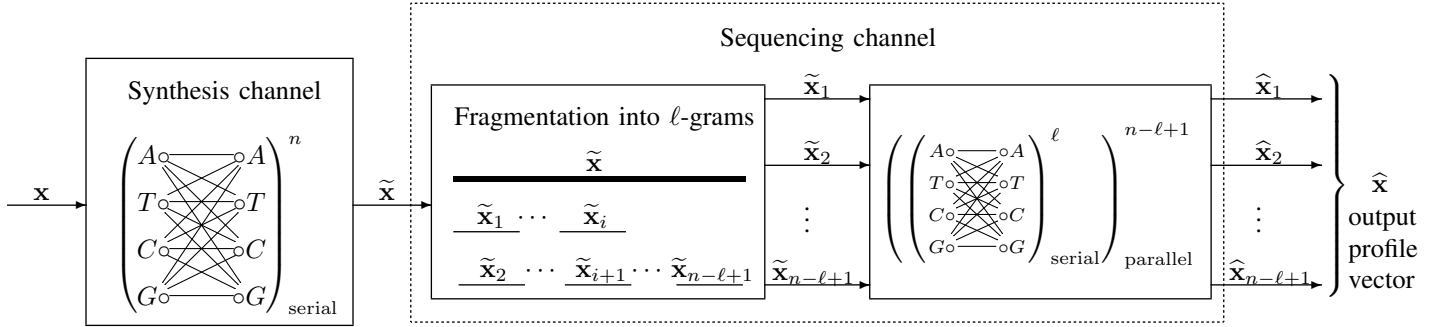 Sequencing channel
Synthesis channel
A A
T T
C C
G G
n
serial
x
x̃
Fragmentation into ℓ-grams
x̃
x̃₁ ··· x̃ᵢ
x̃₂ ··· x̃ᵢ₊₁ ··· x̃ₙ₋ℓ₊₁
x̃₁
x̃₂
⋮
x̃ₙ₋ℓ₊₁
A A
T T
C C
G G
ℓ
serial
n−ℓ+1
parallel
x̂₁
x̂₂
⋮
x̂ₙ₋ℓ₊₁
x̂
output
profile
vector